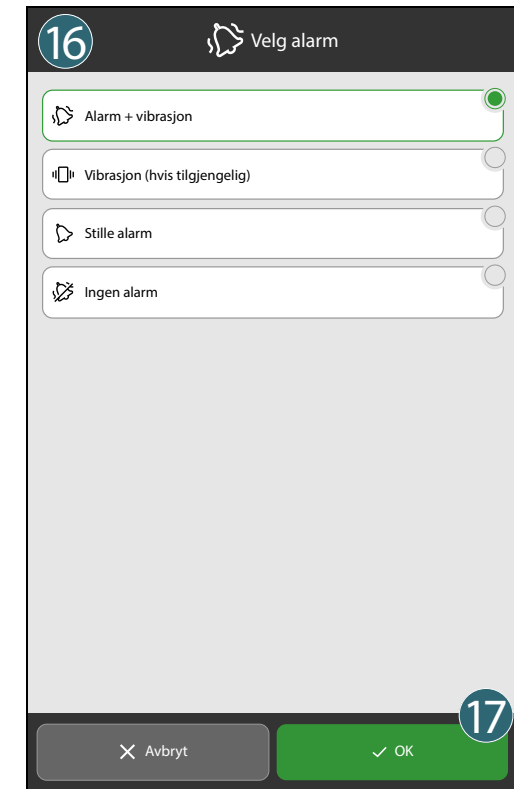 16
Velg alarm
Alarm + vibrasjon
Vibrasjon (hvis tilgjengelig)
Stille alarm
Ingen alarm
17
Avbryt
OK